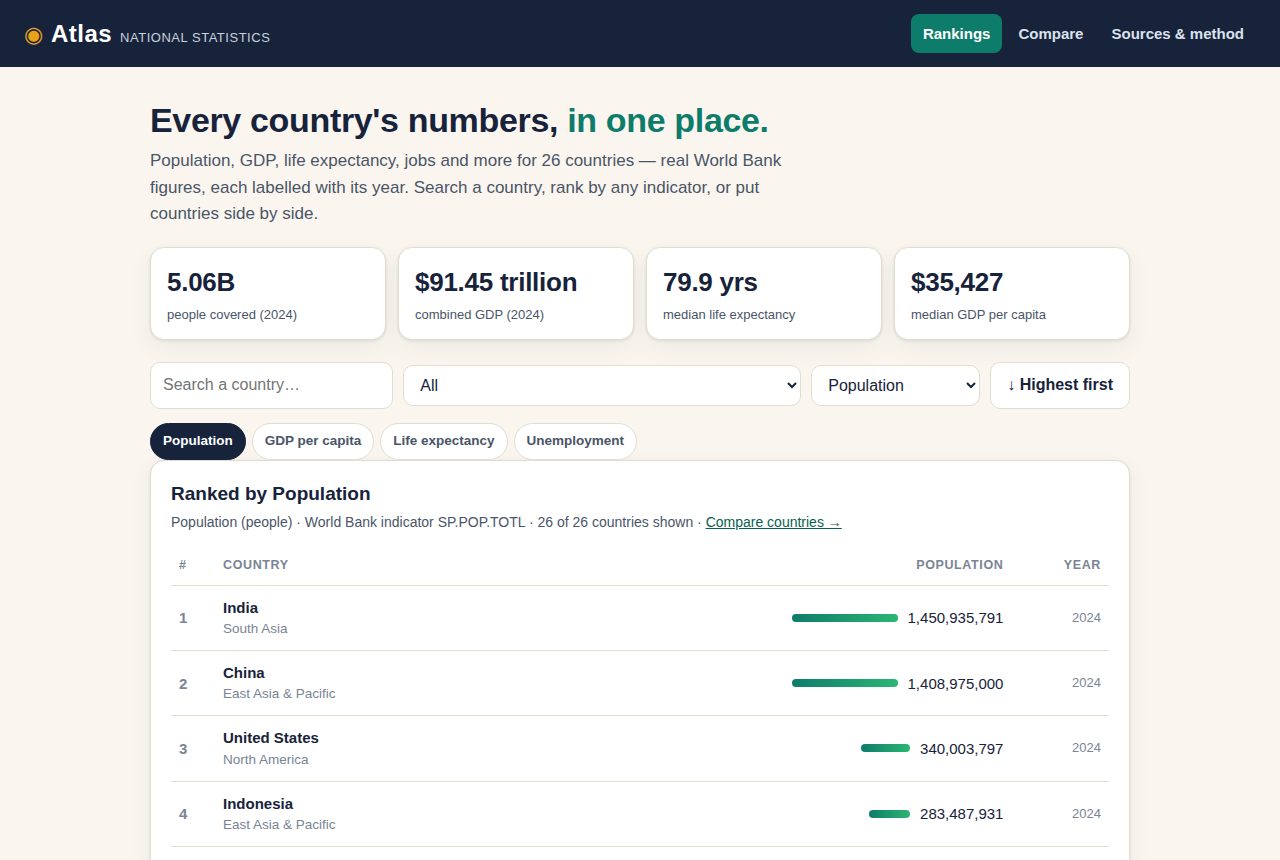 ◉ Atlas NATIONAL STATISTICS
Rankings Compare Sources & method
Every country's numbers, in one place.
Population, GDP, life expectancy, jobs and more for 26 countries — real World Bank
figures, each labelled with its year. Search a country, rank by any indicator, or put
countries side by side.
5.06B $91.45 trillion 79.9 yrs $35,427
people covered (2024) combined GDP (2024) median life expectancy median GDP per capita
Search a country… All Population ↓ Highest first
Population GDP per capita Life expectancy Unemployment
Ranked by Population
Population (people) · World Bank indicator SP.POP.TOTL · 26 of 26 countries shown · Compare countries →
# COUNTRY POPULATION YEAR
1 India 1,450,935,791 2024
South Asia
2 China 1,408,975,000 2024
East Asia & Pacific
3 United States 340,003,797 2024
North America
4 Indonesia 283,487,931 2024
East Asia & Pacific